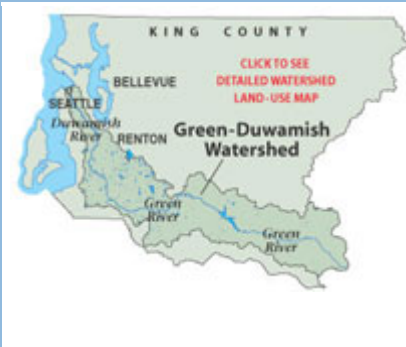 KING COUNTY
CLICK TO SEE
DETAILED WATERSHED
LAND-USE MAP
BELLEVUE
SEATTLE
Duwamish
River
RENTON
Green-Duwamish
Watershed
Green
River
Green
River